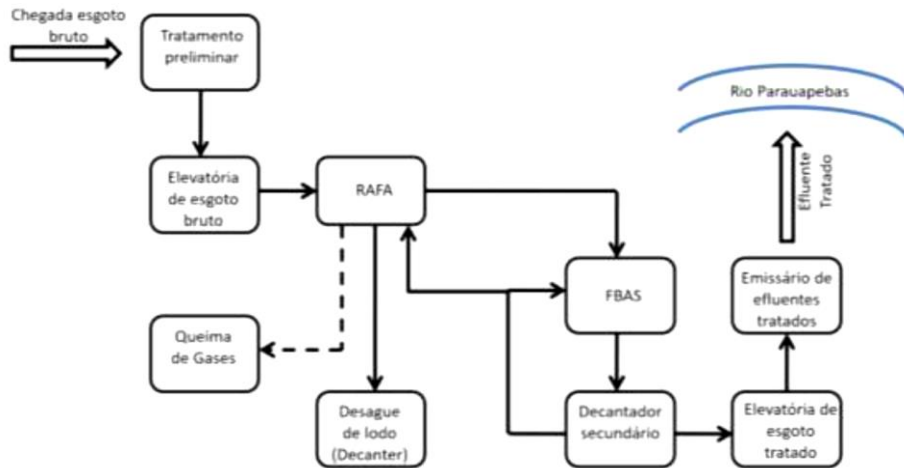 Chegada esgoto
bruto
Tratamento
preliminar
Rio Parauapebas
Elevatória
de esgoto
bruto
RAFA
Efluente
Tratado
FBAS
Emissário de
efluentes
tratados
Queima
de Gases
Desague
de lodo
(Decanter)
Decantador
secundário
Elevatória de
esgoto
tratado